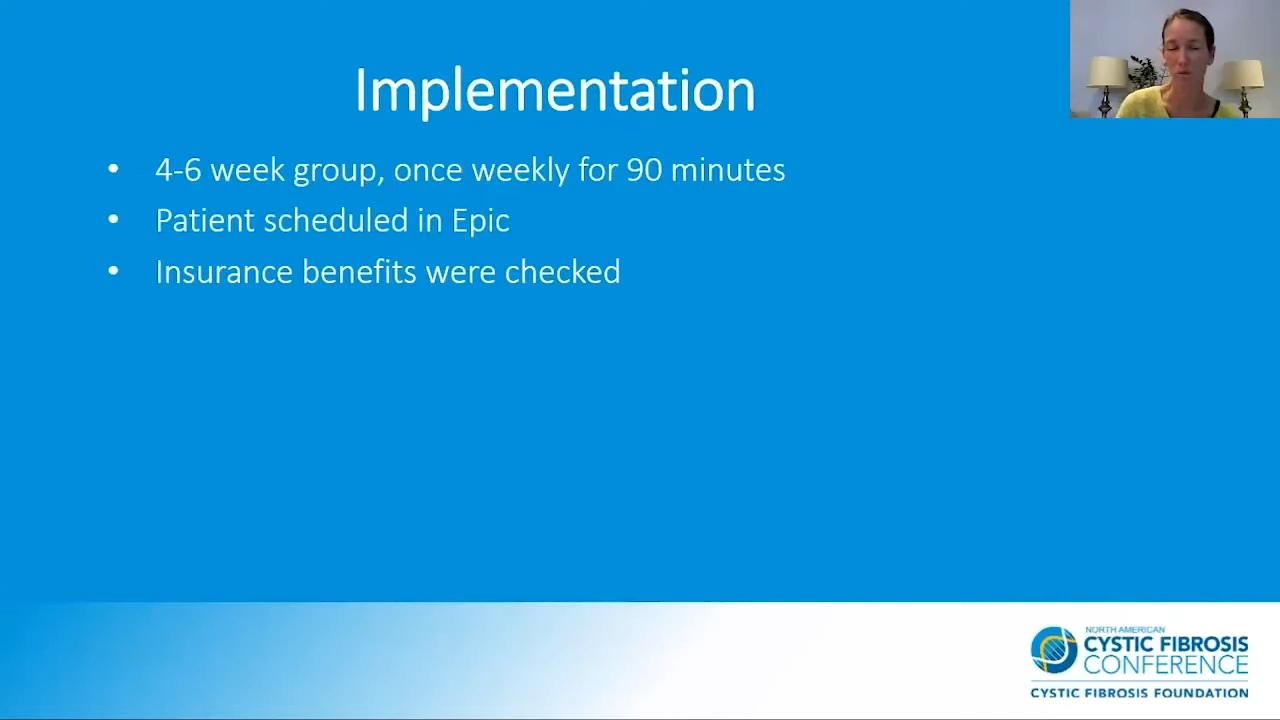 Implementation
• 4-6 week group, once weekly for 90 minutes
• Patient scheduled in Epic
• Insurance benefits were checked
NORTH AMERICAN
CYSTIC FIBROSIS
CONFERENCE
CYSTIC FIBROSIS FOUNDATION